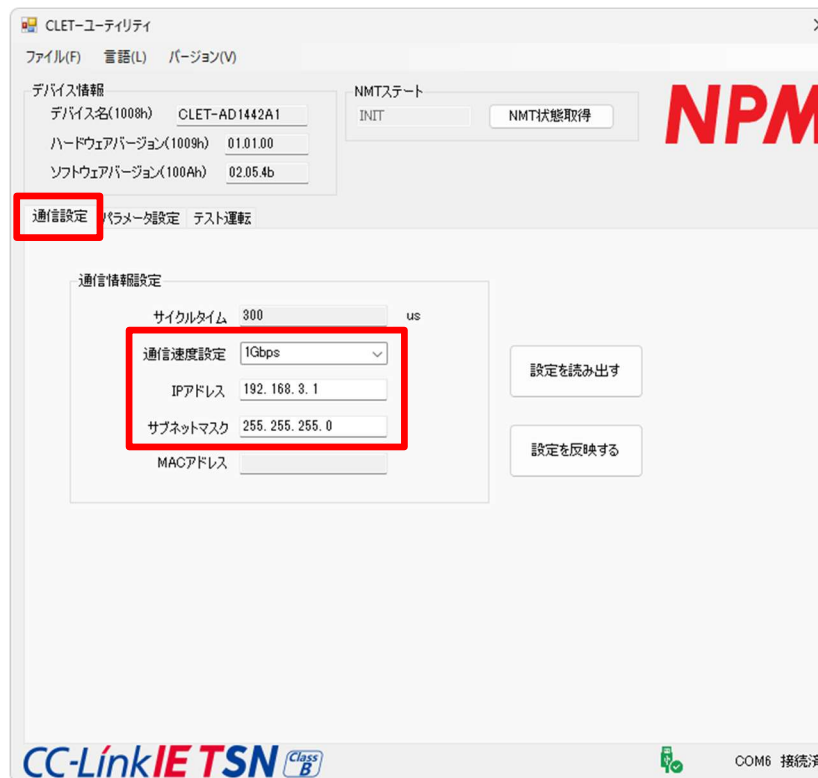 CLET-ユーティリティ
ファイル(F) 言語(L) バージョン(V)
デバイス情報
デバイス名(1008h) CLET-AD1442A1
ハードウェアバージョン(1009h) 01.01.00
ソフトウェアバージョン(100Ah) 02.05.4b
NMTステート
INIT NMT状態取得
NPM
通信設定 パラメータ設定 テスト運転
通信情報設定
サイクルタイム 300 us
通信速度設定 1Gbps
IPアドレス 192.168.3.1
サブネットマスク 255.255.255.0
MACアドレス
設定を読み出す
設定を反映する
CC-Link IE TSN Class B
COM6 接続済